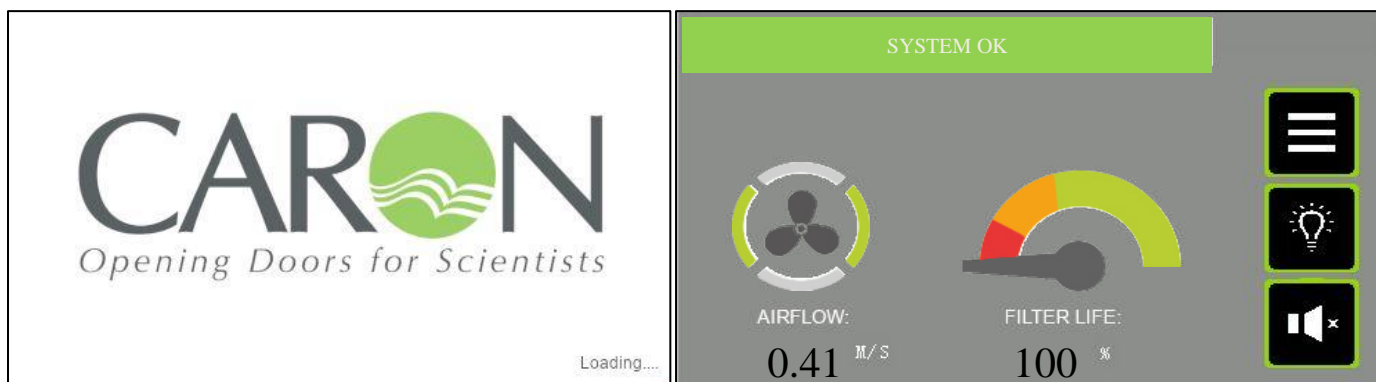 CARON
Opening Doors for Scientists
Loading....
SYSTEM OK
AIRFLOW:
0.41 M/S
FILTER LIFE:
100 %